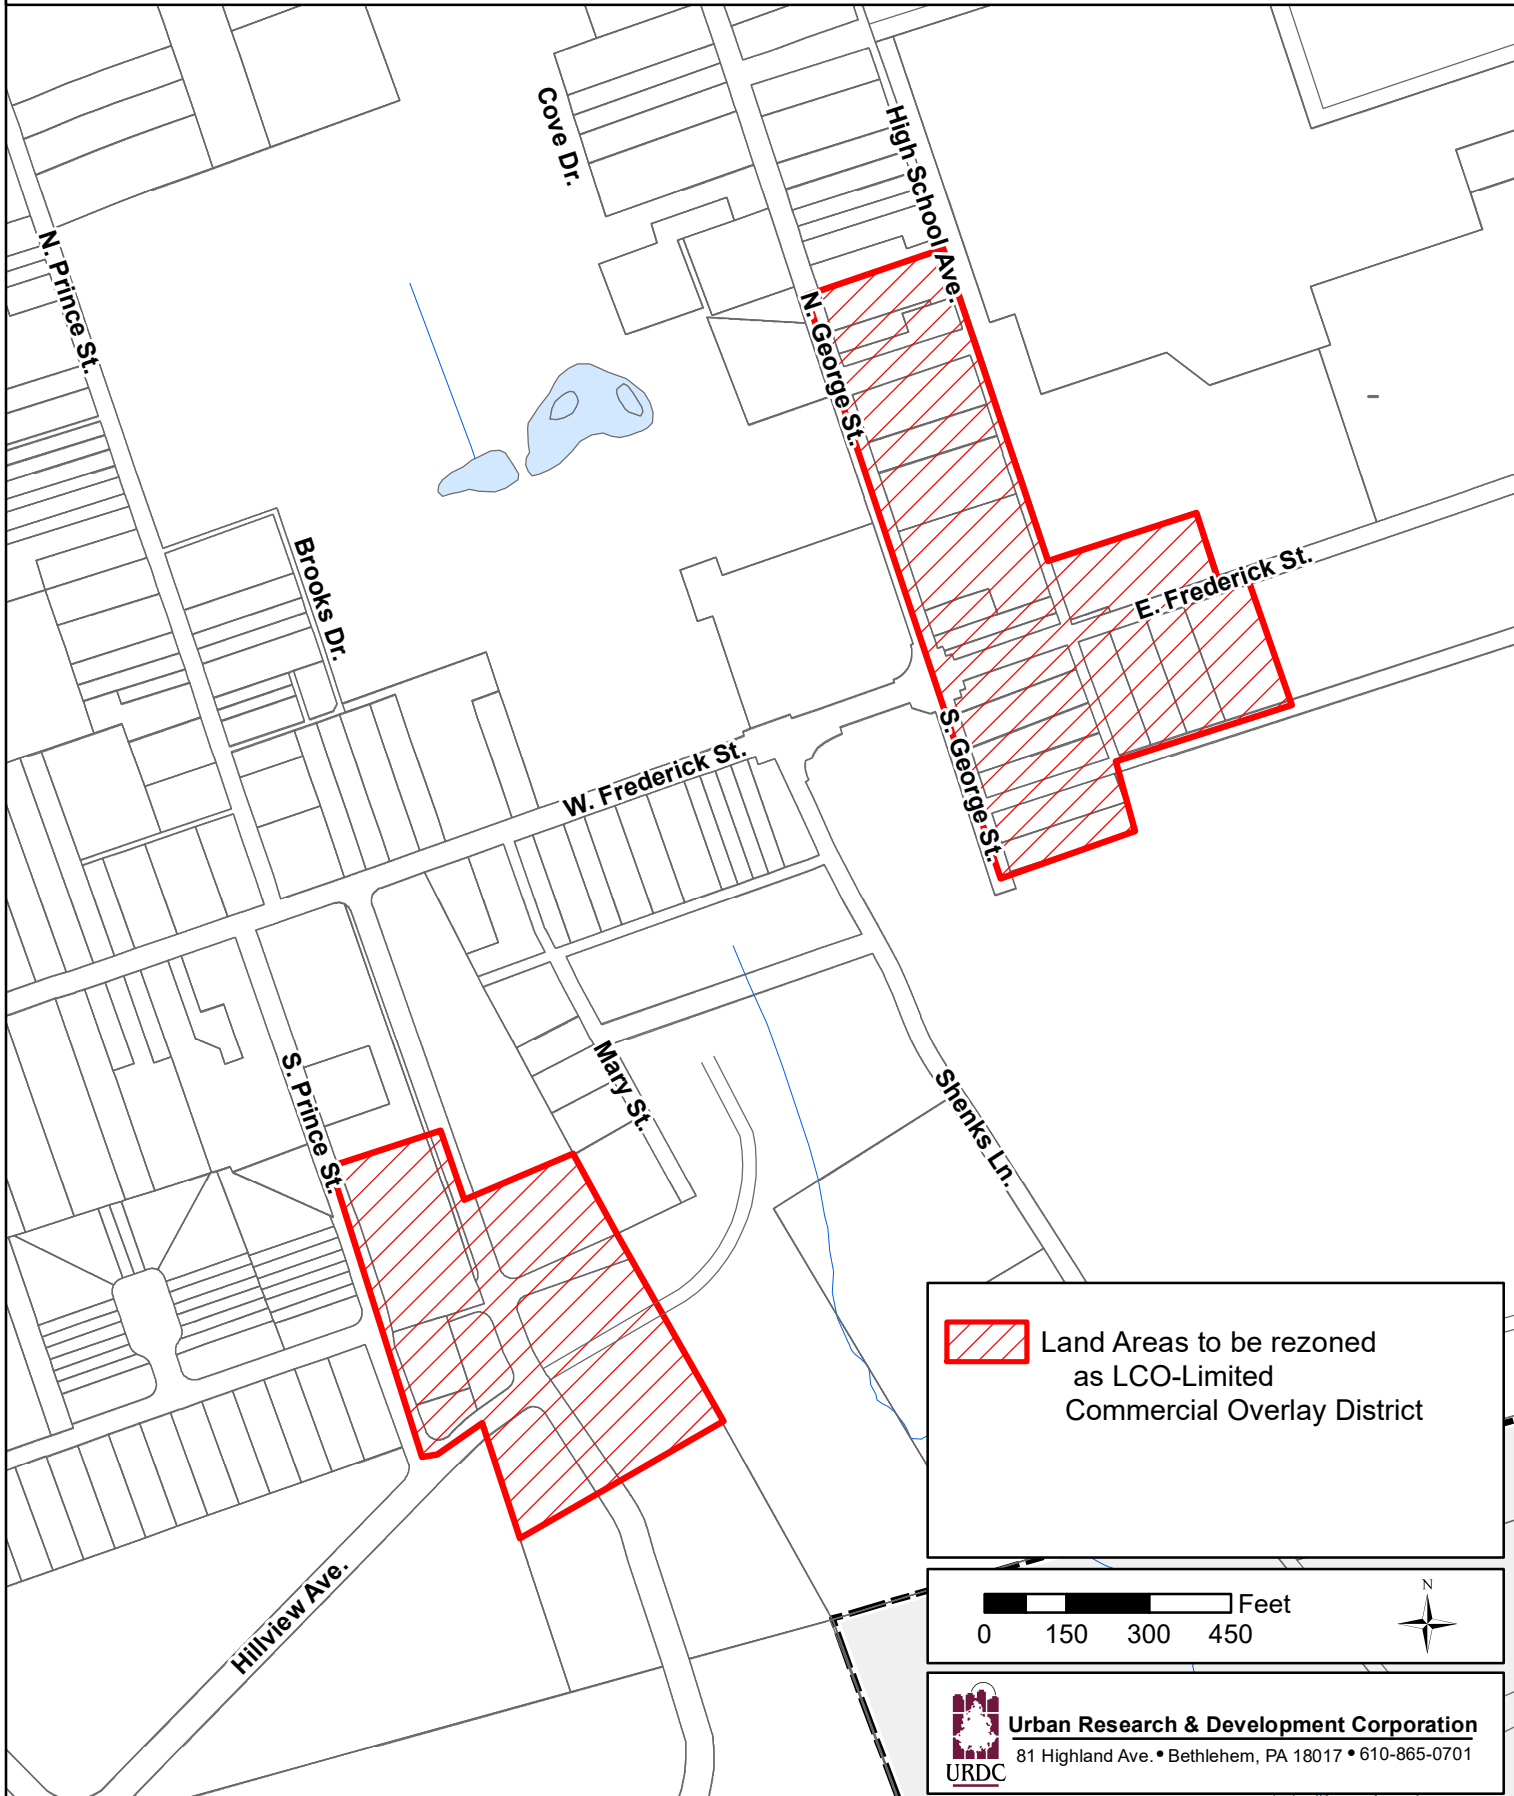 Cove Dr.
High School Ave.
N. Prince St.
N. George St.
Brooks Dr.
E. Frederick St.
S. George St.
W. Frederick St.
S. Prince St.
Mary St.
Shenks Ln.
Hillview Ave.
Land Areas to be rezoned
as LCO-Limited
Commercial Overlay District
Feet
0 150 300 450
N
URDC
Urban Research & Development Corporation
81 Highland Ave. • Bethlehem, PA 18017 • 610-865-0701